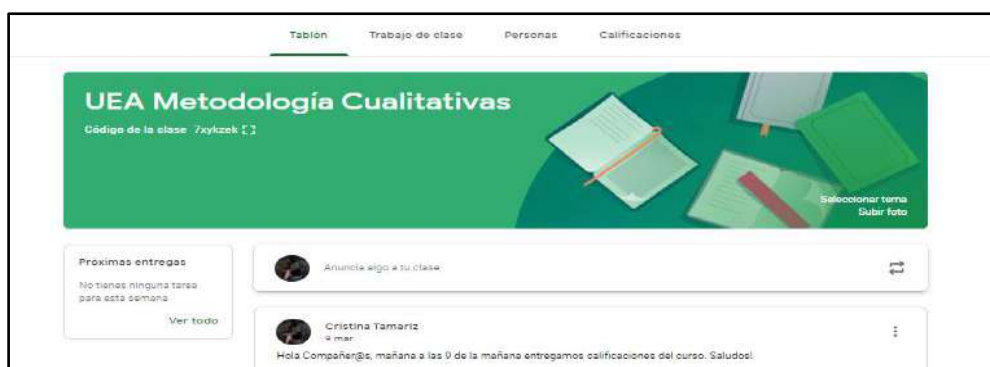 Tablón Trabajo de clase Personas Calificaciones
UEA Metodología Cualitativas
Código de la clase 7xykzek
Seleccionar tema
Subir foto
Próximas entregas
No tienes ninguna tarea
para esta semana
Ver todo
Anuncia algo a tu clase
Cristina Tamariz
9 mar
Hola Compañer@s, mañana a las 9 de la mañana entregamos calificaciones del curso. Saludos!